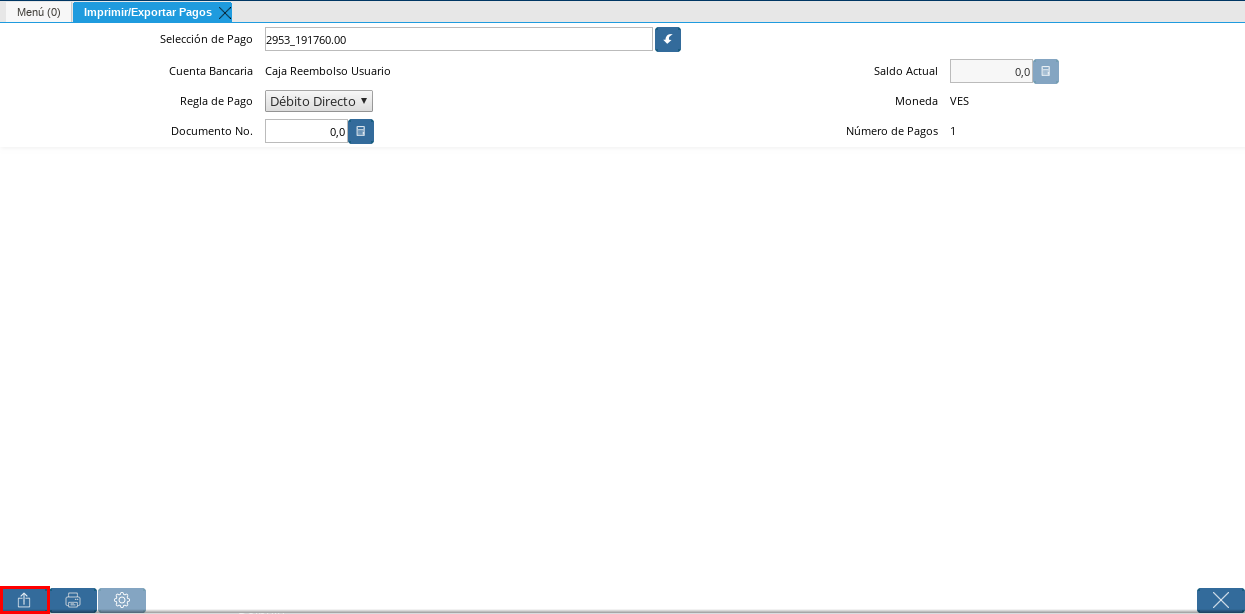 Menú (0) Imprimir/Exportar Pagos
Selección de Pago 2953_191760.00
Cuenta Bancaria Caja Reembolso Usuario Saldo Actual 0,0
Regla de Pago Débito Directo Moneda VES
Documento No. 0,0 Número de Pagos 1